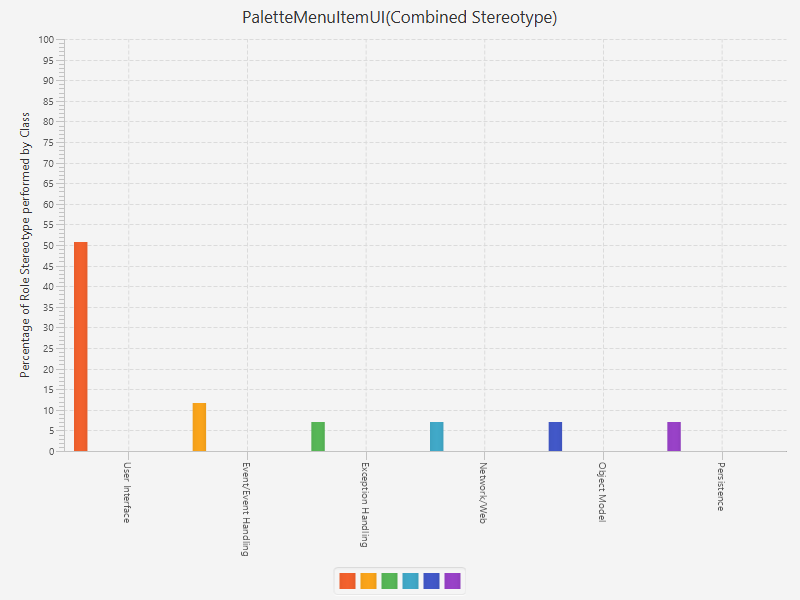 PaletteMenuItemUI(Combined Stereotype)
Percentage of Role Stereotype performed by Class
100
95
90
85
80
75
70
65
60
55
50
45
40
35
30
25
20
15
10
5
0
User Interface
Event/Event Handling
Exception Handling
Network/Web
Object Model
Persistence